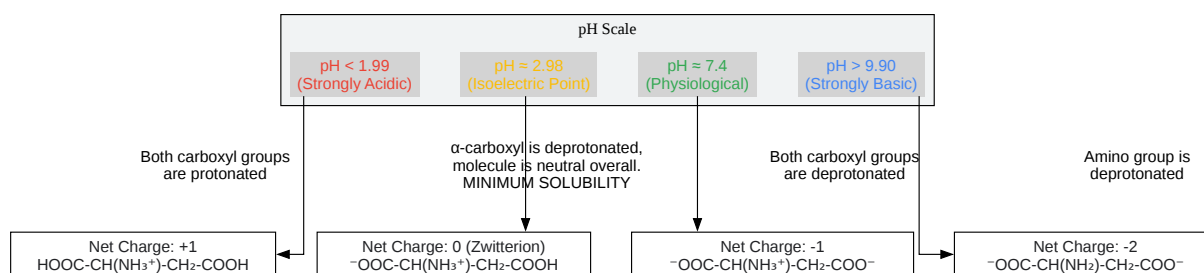 pH Scale
pH < 1.99
(Strongly Acidic)
pH ≈ 2.98
(Isoelectric Point)
pH ≈ 7.4
(Physiological)
pH > 9.90
(Strongly Basic)
Both carboxyl groups
are protonated
α-carboxyl is deprotonated,
molecule is neutral overall.
MINIMUM SOLUBILITY
Both carboxyl groups
are deprotonated
Amino group is
deprotonated
Net Charge: +1
HOOC-CH(NH₃⁺)-CH₂-COOH
Net Charge: 0 (Zwitterion)
⁻OOC-CH(NH₃⁺)-CH₂-COOH
Net Charge: -1
⁻OOC-CH(NH₃⁺)-CH₂-COO⁻
Net Charge: -2
⁻OOC-CH(NH₂)-CH₂-COO⁻